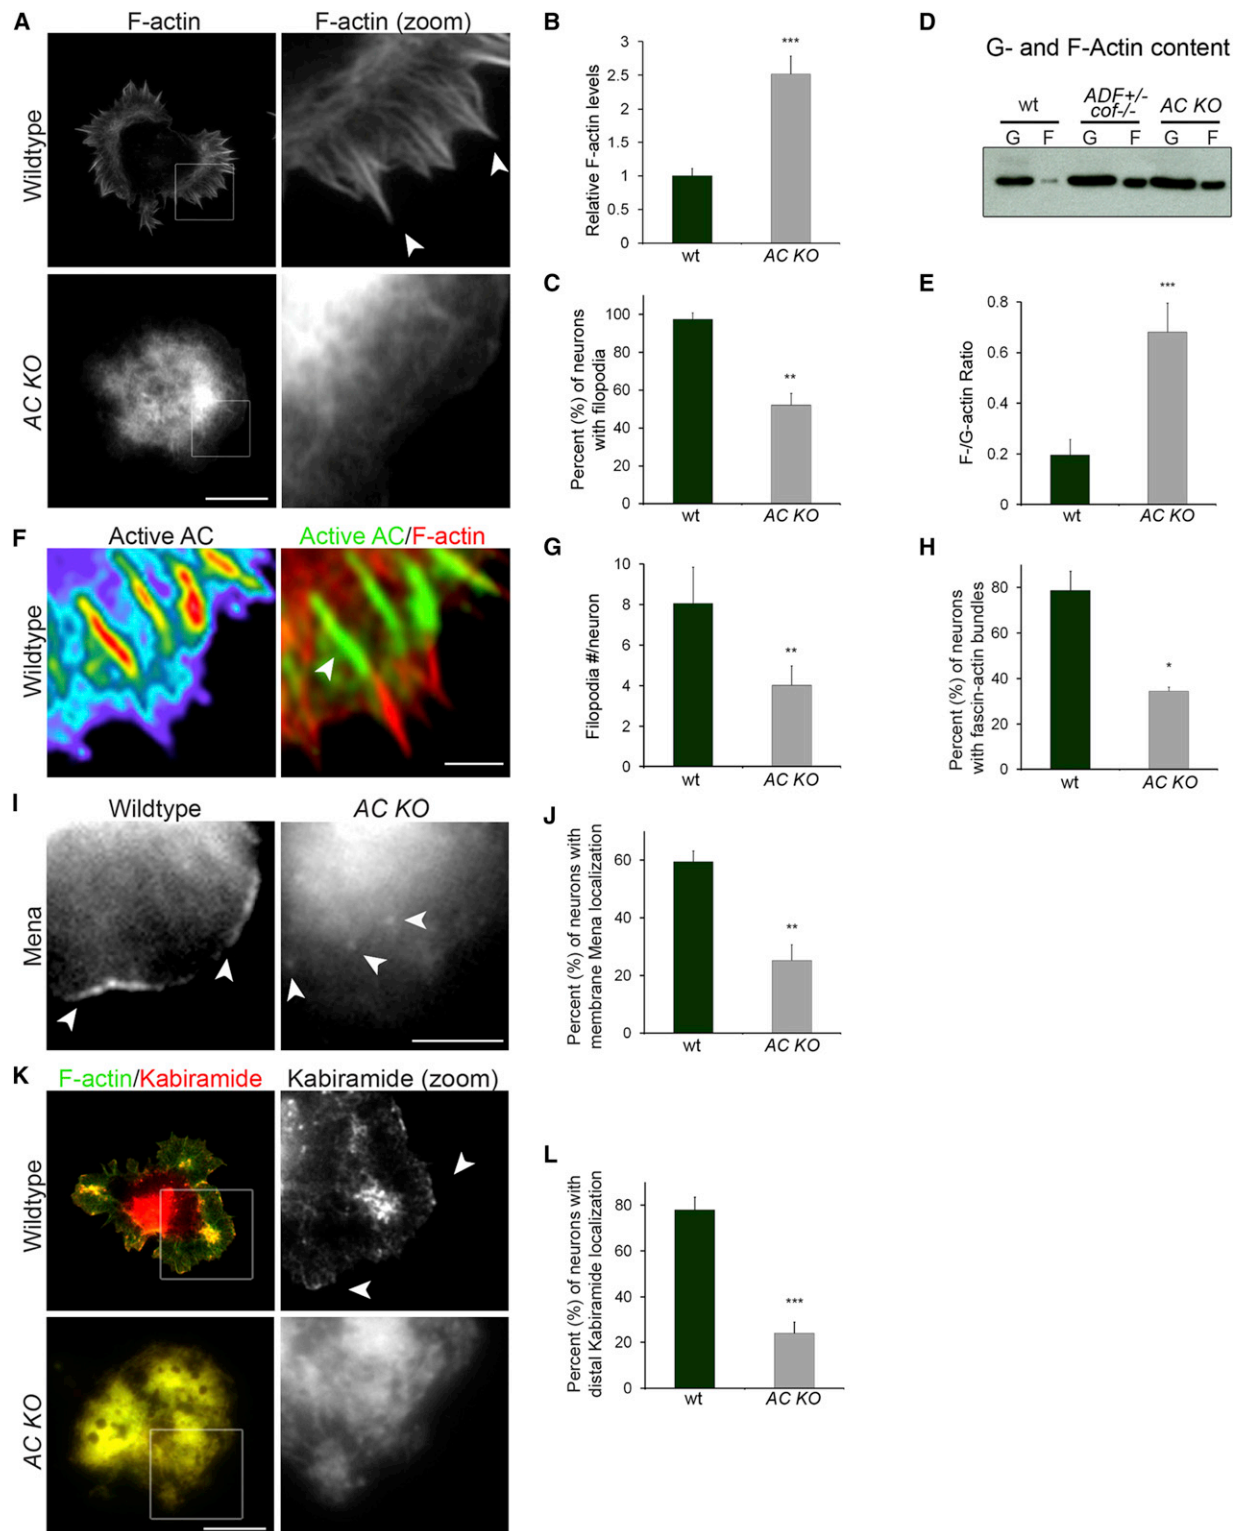 A
F-actin
F-actin (zoom)
Wildtype
AC KO
B
Relative F-actin levels
3
2.5
2
1.5
1
0.5
0
***
wt
AC KO
C
Percent (%) of neurons
with filopodia
100
80
60
40
20
0
**
wt
AC KO
D
G- and F-Actin content
wt
ADF+/-
cof-/-
AC KO
G F G F G F
E
F-/G-actin Ratio
0.8
0.6
0.4
0.2
0
***
wt
AC KO
F
Active AC
Active AC/F-actin
Wildtype
G
Filopodia #/neuron
10
8
6
4
2
0
**
wt
AC KO
H
Percent (%) of neurons
with fascin-actin bundles
80
60
40
20
0
*
wt
AC KO
I
Wildtype
AC KO
Mena
J
Percent (%) of neurons with
membrane Mena localization
60
40
20
0
**
wt
AC KO
K
F-actin/Kabiramide
Kabiramide (zoom)
Wildtype
AC KO
L
Percent (%) of neurons with
distal Kabiramide localization
80
60
40
20
0
***
wt
AC KO